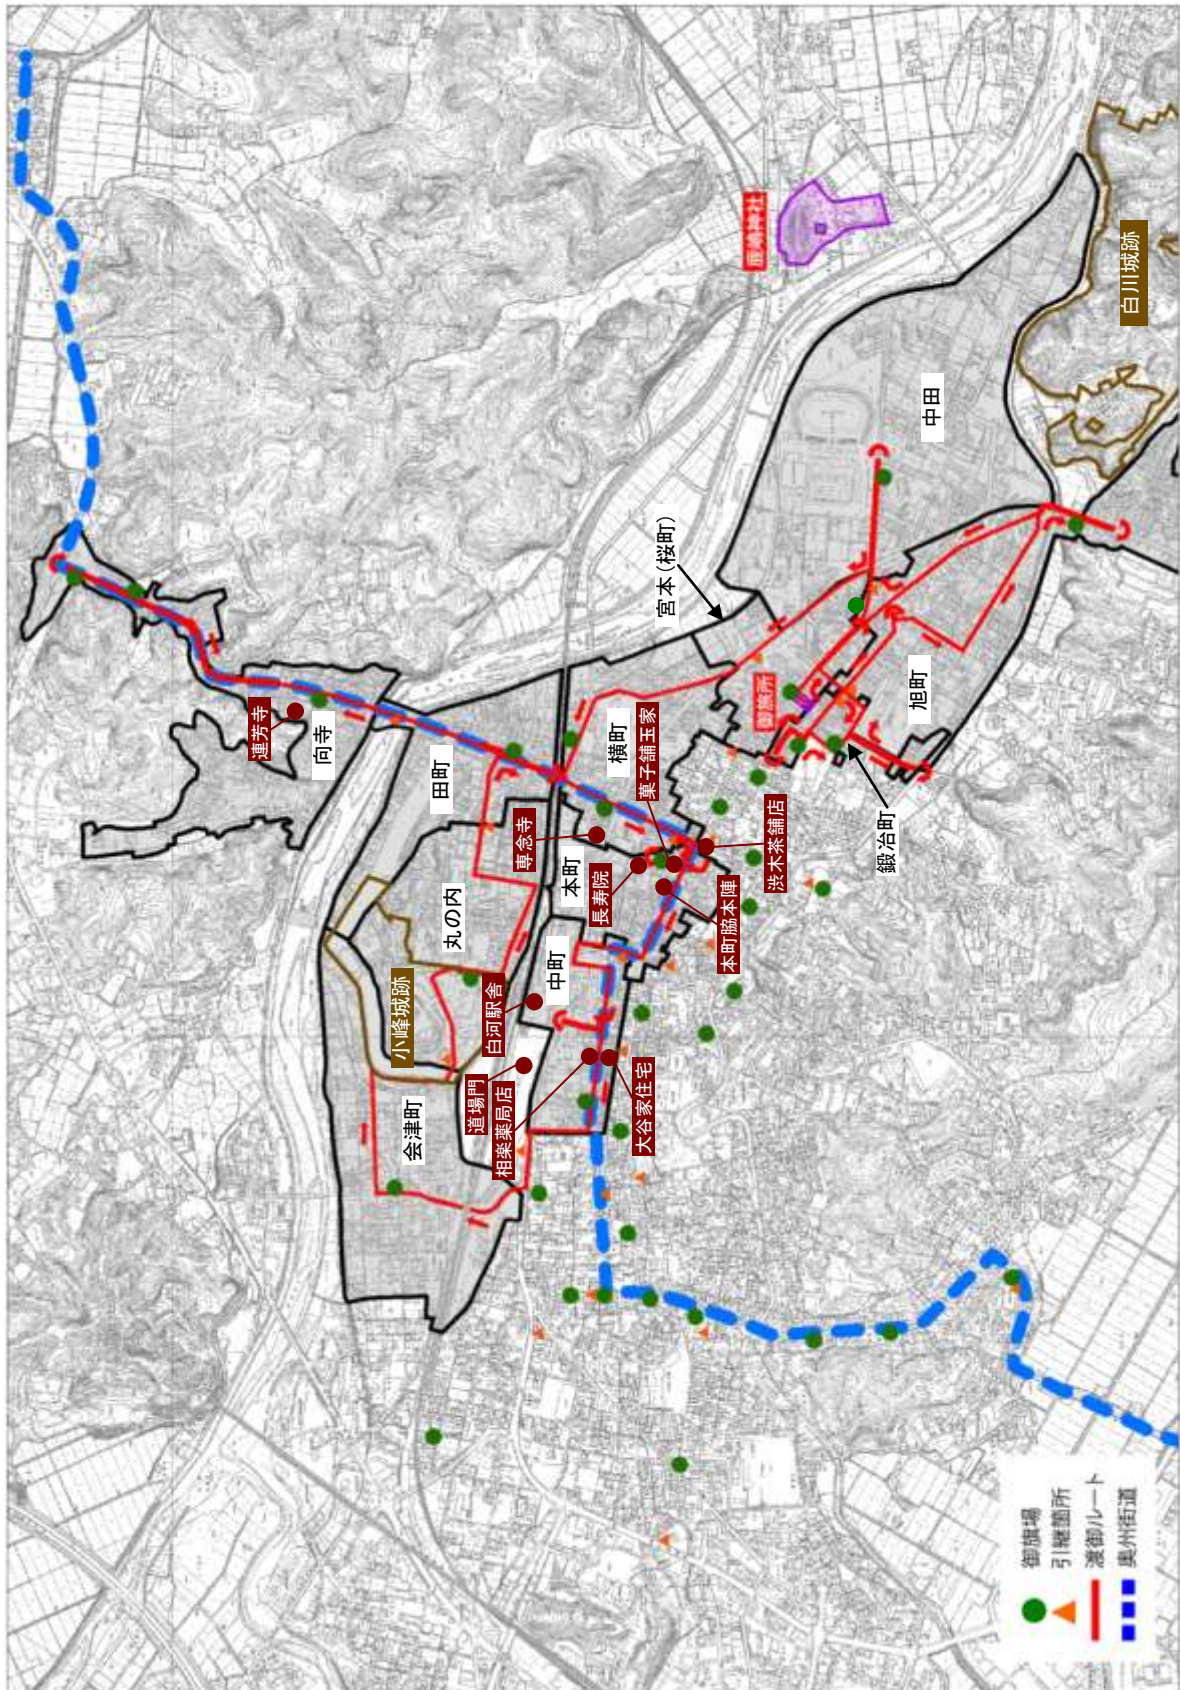 鹿嶋神社
白川城跡
中田
宮本(桜町)
御旅所
旭町
鍛冶町
連芳寺
向寺
田町
横町
菓子舗玉家
専念寺
本町
長寿院
渋木茶舗店
本町脇本陣
丸の内
小峰城跡
中町
白河駅舎
道場門
相楽薬局店
大谷家住宅
会津町
御旗場
引継箇所
渡御ルート
奥州街道